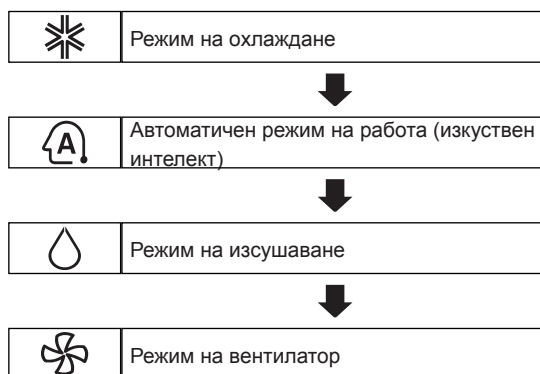 Режим на охлаждане
A
Автоматичен режим на работа (изкуствен
интелект)
Режим на изсушаване
Режим на вентилатор